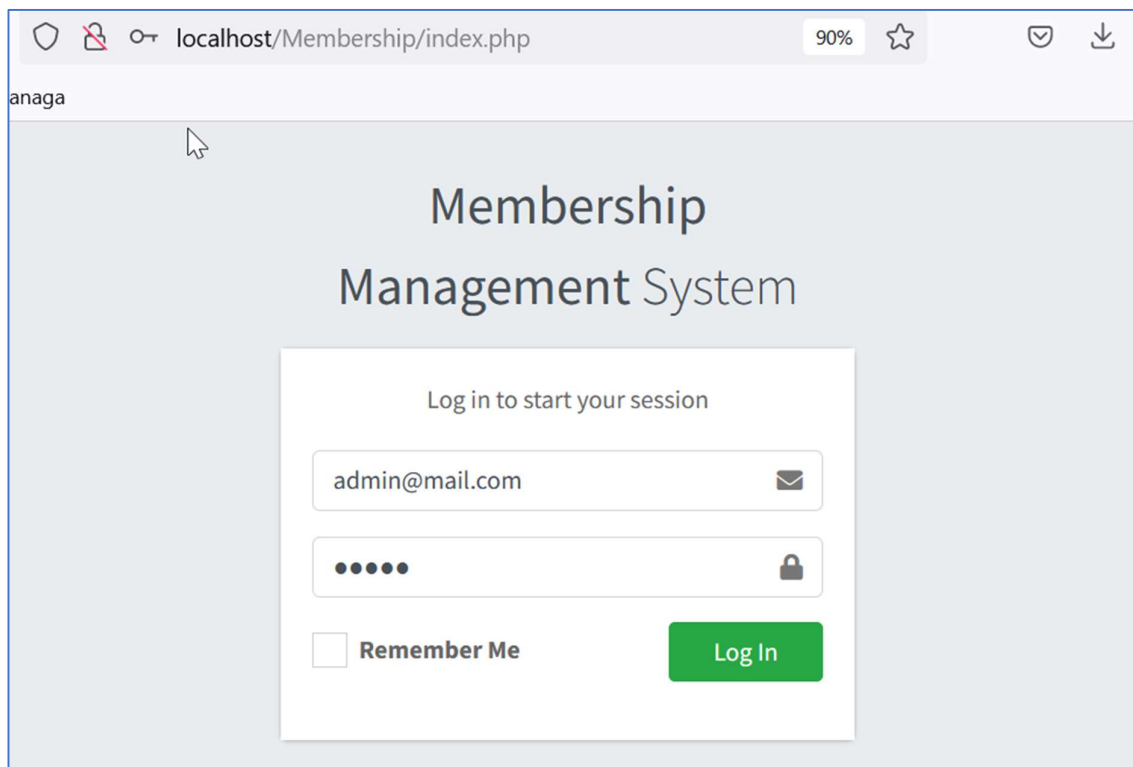 localhost/Membership/index.php 90%
anaga
Membership
Management System
Log in to start your session
admin@mail.com
●●●●●
Remember Me Log In